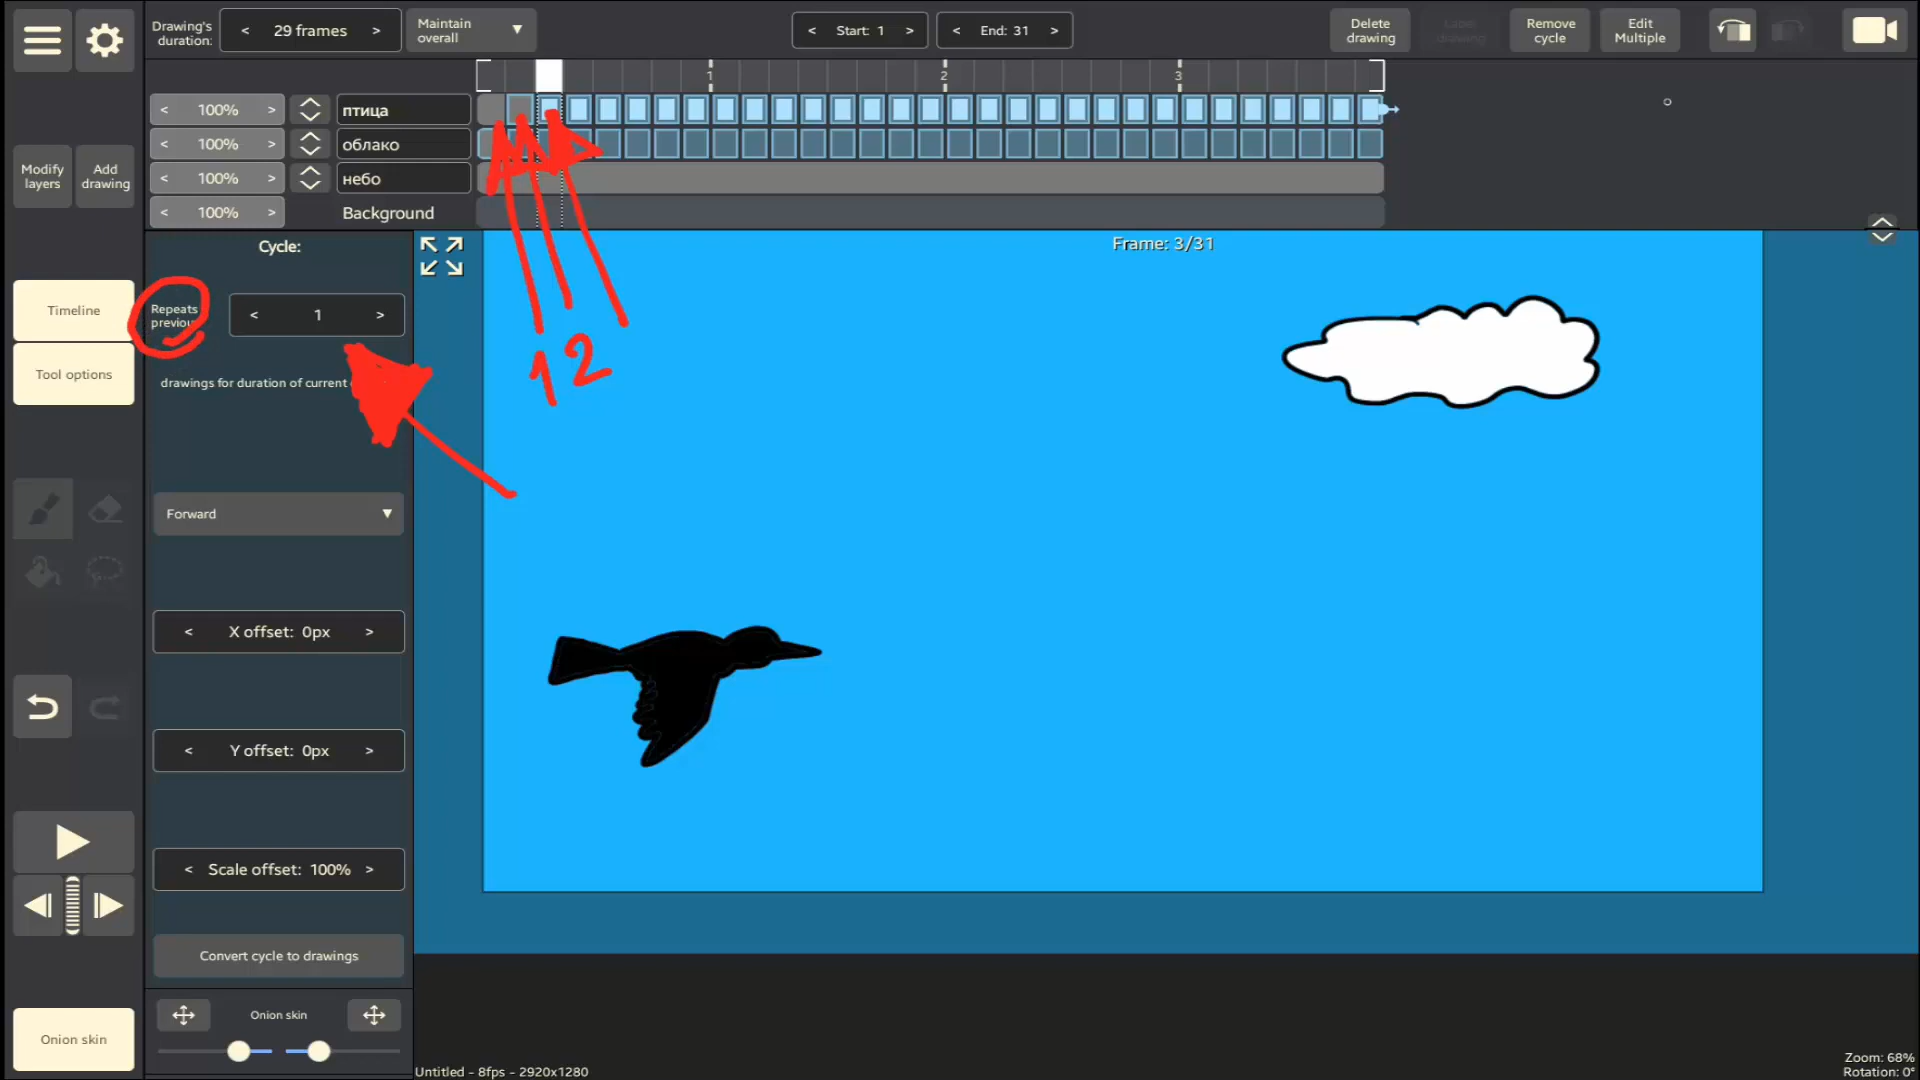 Drawing's duration:
< 29 frames >
Maintain overall
< Start: 1 >
< End: 31 >
Delete drawing
Label drawing
Remove cycle
Edit Multiple
1 2 3
< 100% > птица
< 100% > облако
< 100% > небо
< 100% > Background
Modify layers
Add drawing
Cycle:
Frame: 3/31
Timeline
Repeats previou
< 1 >
1 2
Tool options
drawings for duration of current
Forward
< X offset: 0px >
< Y offset: 0px >
< Scale offset: 100% >
Convert cycle to drawings
Onion skin
Onion skin
Untitled - 8fps - 2920x1280
Zoom: 68%
Rotation: 0°